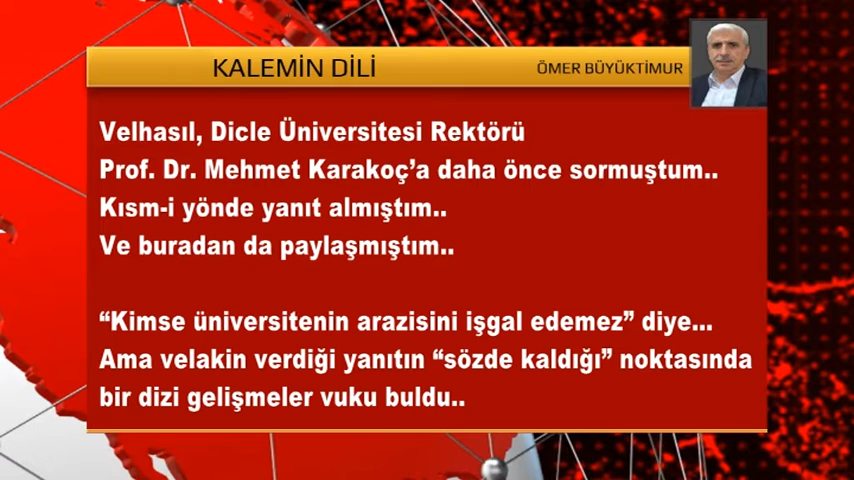 KALEMİN DİLİ
ÖMER BÜYÜKTİMUR
Velhasıl, Dicle Üniversitesi Rektörü
Prof. Dr. Mehmet Karakoç’a daha önce sormuştum..
Kısm-i yönde yanıt almıştım..
Ve buradan da paylaşmıştım..
“Kimse üniversitenin arazisini işgal edemez” diye...
Ama velakin verdiği yanıtın “sözde kaldığı” noktasında
bir dizi gelişmeler vuku buldu..